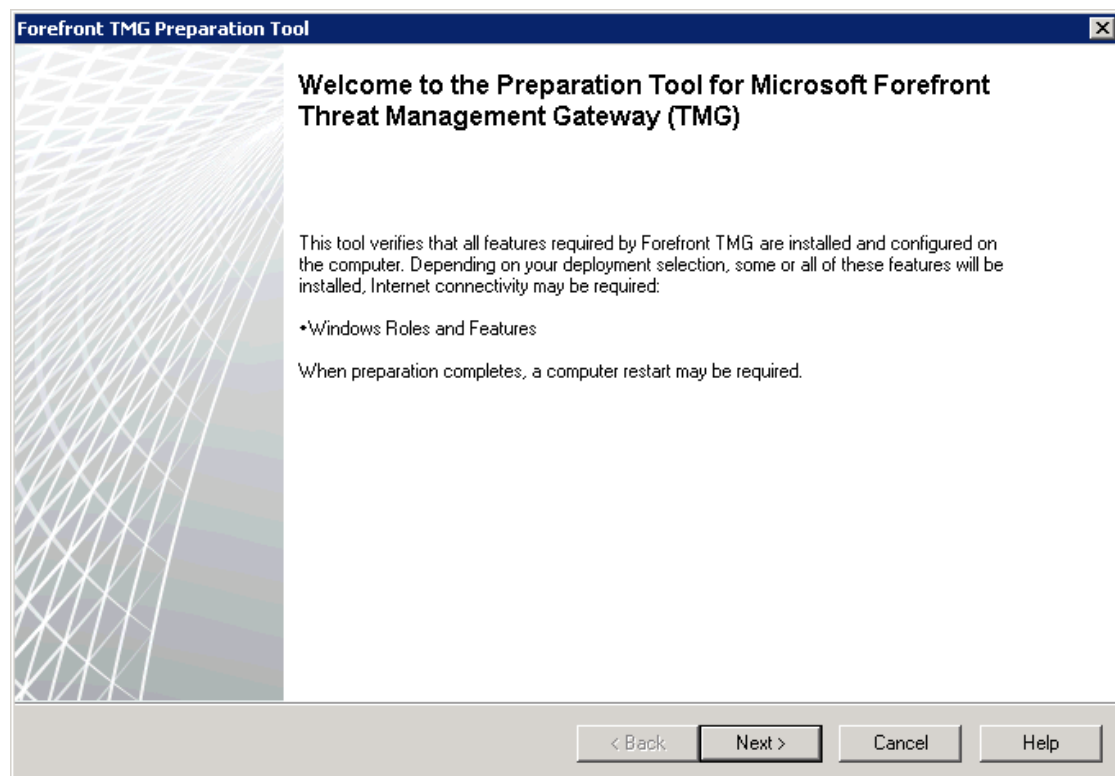 Forefront TMG Preparation Tool
Welcome to the Preparation Tool for Microsoft Forefront
Threat Management Gateway (TMG)
This tool verifies that all features required by Forefront TMG are installed and configured on
the computer. Depending on your deployment selection, some or all of these features will be
installed, Internet connectivity may be required:
•Windows Roles and Features
When preparation completes, a computer restart may be required.
< Back Next > Cancel Help